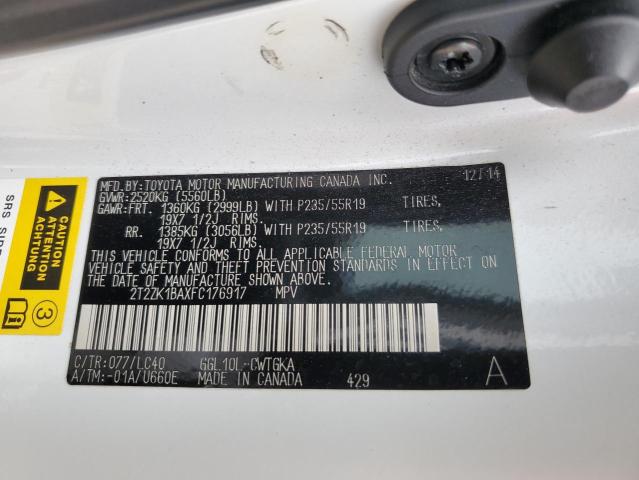 MFD.BY:TOYOTA MOTOR MANUFACTURING CANADA INC. 12/14
GVWR:2520KG (5560LB)
GAWR:FRT. 1360KG (2999LB) WITH P235/55R19 TIRES,
19X7 1/2J RIMS.
RR. 1385KG (3056LB) WITH P235/55R19 TIRES,
19X7 1/2J RIMS.
THIS VEHICLE CONFORMS TO ALL APPLICABLE FEDERAL MOTOR
VEHICLE SAFETY AND THEFT PREVENTION STANDARDS IN EFFECT
ON THE DATE OF MANUFACTURE SHOWN ABOVE.
2T2ZK1BAXFC176917 MPV
C/TR:077/LC40 GGL10L-CWTGKA
A/TM:-01A/U660E MADE IN CANADA 429 A
CAUTION
ATTENTION
ACHTUNG
3
SRS